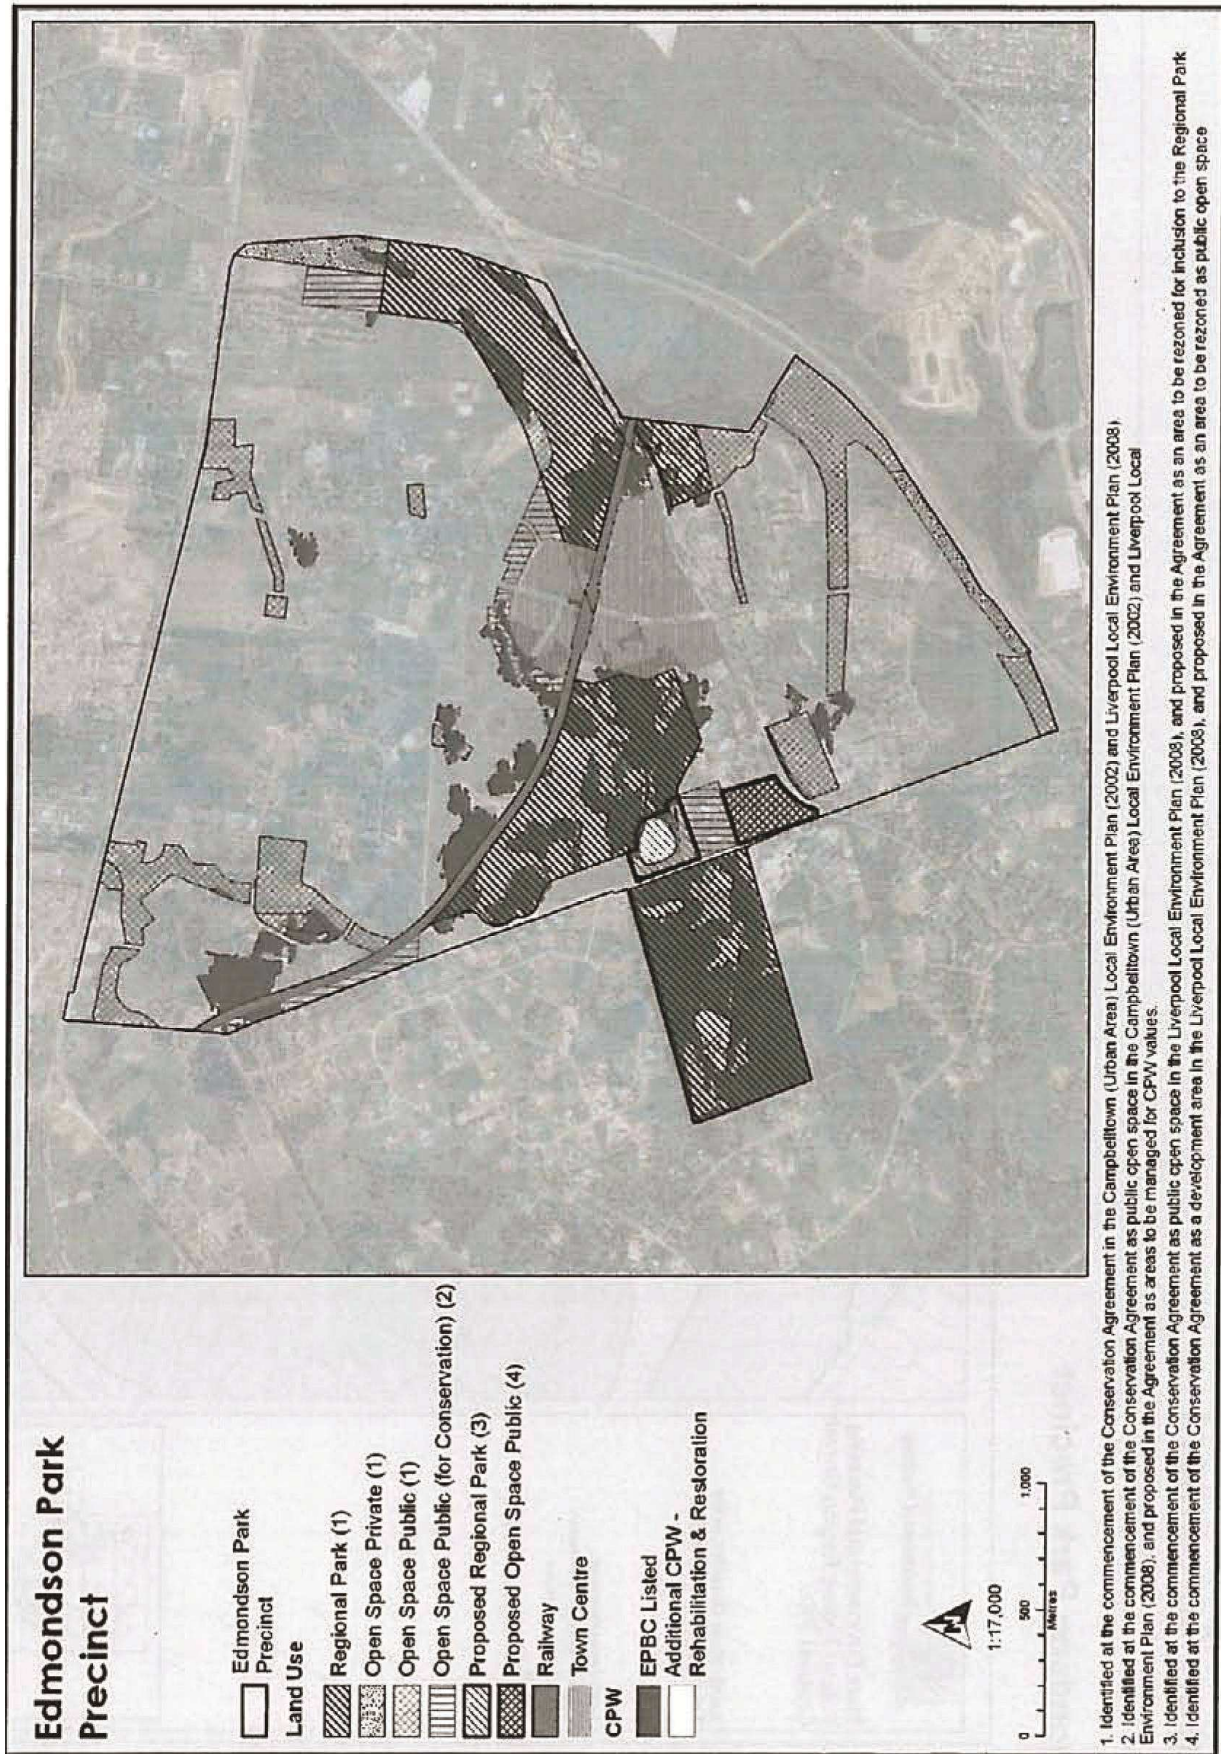 Edmondson Park
Precinct
Edmondson Park
Precinct
Land Use
Regional Park (1)
Open Space Private (1)
Open Space Public (1)
Open Space Public (for Conservation) (2)
Proposed Regional Park (3)
Proposed Open Space Public (4)
Railway
Town Centre
CPW
EPBC Listed
Additional CPW -
Rehabilitation & Restoration
N
1:17,000
0 500 1,000
Metres
1. Identified at the commencement of the Conservation Agreement in the Campbelltown (Urban Area) Local Environment Plan (2002) and Liverpool Local Environment Plan (2008).
2. Identified at the commencement of the Conservation Agreement as public open space in the Campbelltown (Urban Area) Local Environment Plan (2002) and Liverpool Local
Environment Plan (2008), and proposed in the Agreement as areas to be managed for CPW values.
3. Identified at the commencement of the Conservation Agreement as public open space in the Liverpool Local Environment Plan (2008), and proposed in the Agreement as an area to be rezoned for inclusion to the Regional Park
4. Identified at the commencement of the Conservation Agreement as a development area in the Liverpool Local Environment Plan (2008), and proposed in the Agreement as an area to be rezoned as public open space